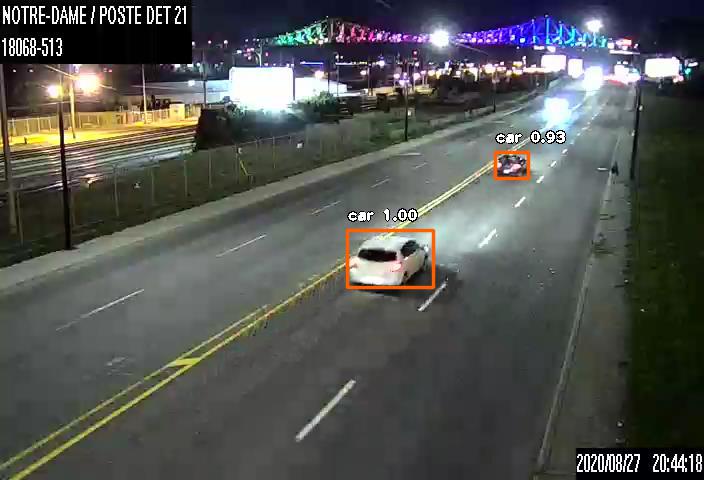 NOTRE-DAME / POSTE DET 21
18068-513
car 0.93
car 1.00
2020/08/27 20:44:18